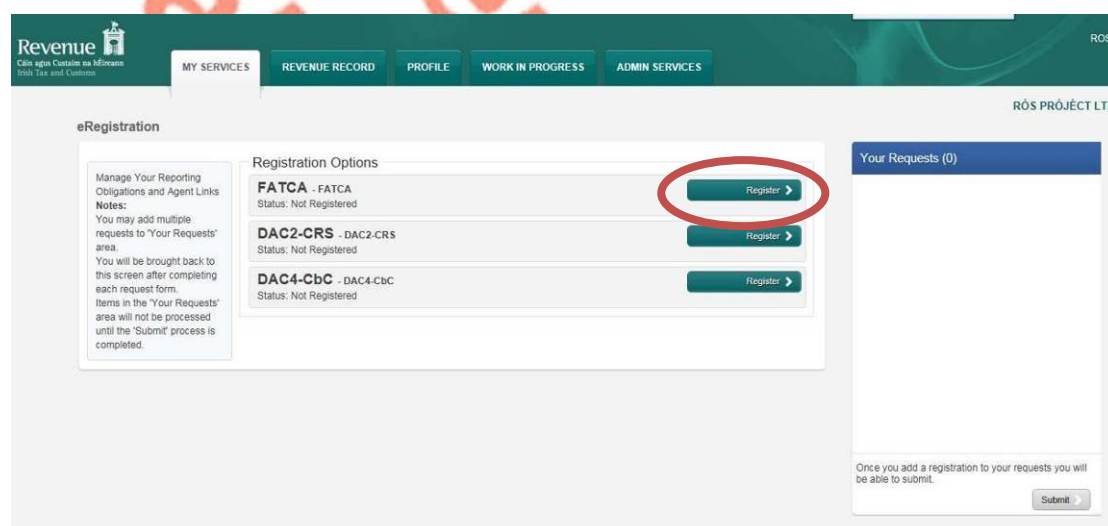 Revenue
Cáin agus Custaim na hÉireann
Irish Tax and Customs
MY SERVICES
REVENUE RECORD
PROFILE
WORK IN PROGRESS
ADMIN SERVICES
ROS
RÓS PRÓJÉCT LT
eRegistration
Manage Your Reporting
Obligations and Agent Links
Notes:
You may add multiple
requests to 'Your Requests'
area.
You will be brought back to
this screen after completing
each request form.
Items in the 'Your Requests'
area will not be processed
until the 'Submit' process is
completed.
Registration Options
FATCA - FATCA
Status: Not Registered
Register
DAC2-CRS - DAC2-CRS
Status: Not Registered
Register
DAC4-CbC - DAC4-CbC
Status: Not Registered
Register
Your Requests (0)
Once you add a registration to your requests you will
be able to submit.
Submit